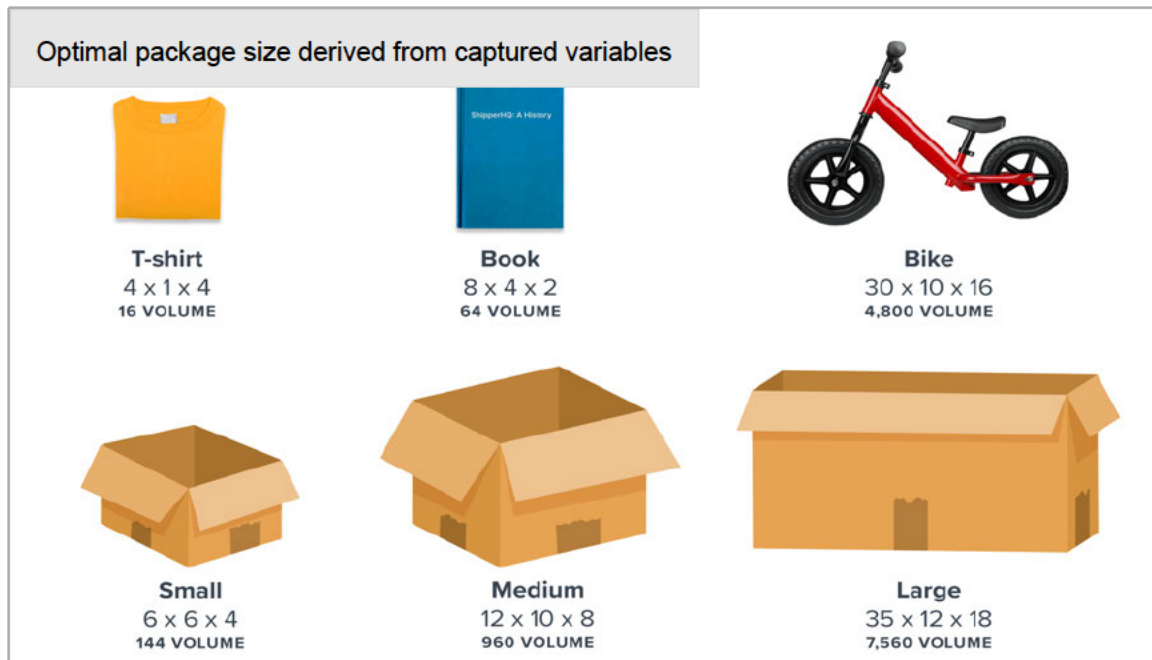 Optimal package size derived from captured variables
ShipperHQ: A History
T-shirt
4 x 1 x 4
16 VOLUME
Book
8 x 4 x 2
64 VOLUME
Bike
30 x 10 x 16
4,800 VOLUME
Small
6 x 6 x 4
144 VOLUME
Medium
12 x 10 x 8
960 VOLUME
Large
35 x 12 x 18
7,560 VOLUME